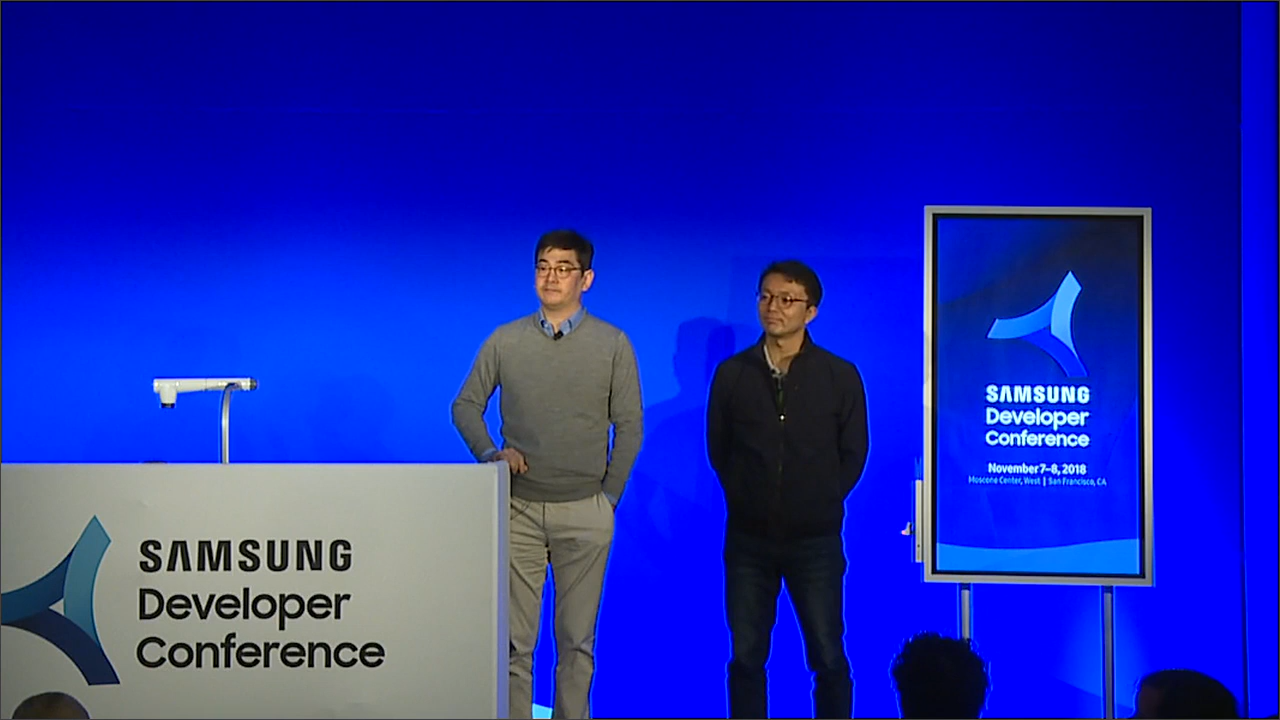 SAMSUNG
Developer
Conference
SAMSUNG
Developer
Conference
November 7–8, 2018
Moscone Center, West | San Francisco, CA